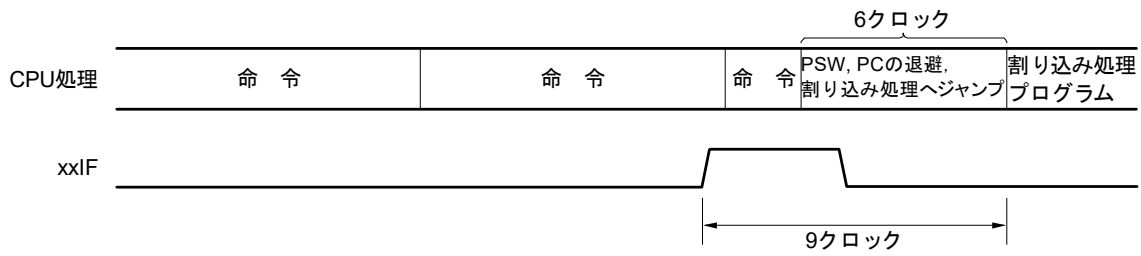 6クロック
CPU処理
命 令
命 令
命 令
PSW, PCの退避,
割り込み処理へジャンプ
割り込み処理
プログラム
xxIF
9クロック